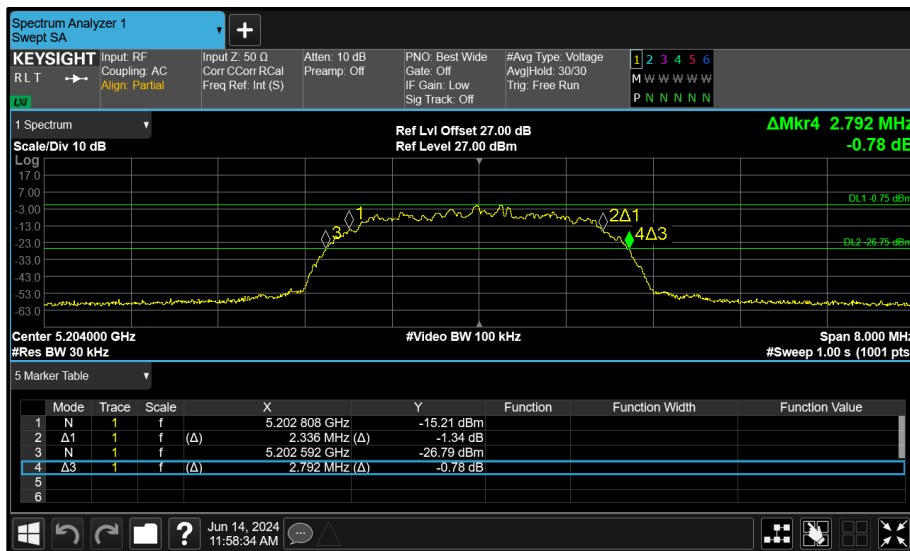 Spectrum Analyzer 1
Swept SA
KEYSIGHT
RLT
LXI
Input: RF
Coupling: AC
Align: Partial
Input Z: 50 Ω
Corr CCorr RCal
Freq Ref: Int (S)
Atten: 10 dB
Preamp: Off
PNO: Best Wide
Gate: Off
IF Gain: Low
Sig Track: Off
#Avg Type: Voltage
Avg|Hold: 30/30
Trig: Free Run
1 2 3 4 5 6
M W W W W W
P N N N N N
1 Spectrum
Scale/Div 10 dB
Ref Lvl Offset 27.00 dB
Ref Level 27.00 dBm
ΔMkr4 2.792 MHz
-0.78 dB
Log
17.0
7.00
-3.00
-13.0
-23.0
-33.0
-43.0
-53.0
-63.0
DL1 -0.75 dBm
1
2Δ1
3
4Δ3
DL2 -26.75 dBm
Center 5.204000 GHz
#Video BW 100 kHz
Span 8.000 MHz
#Res BW 30 kHz
#Sweep 1.00 s (1001 pts
5 Marker Table
Mode Trace Scale X Y Function Function Width Function Value
1 N 1 f 5.202 808 GHz -15.21 dBm
2 Δ1 1 f (Δ) 2.336 MHz (Δ) -1.34 dB
3 N 1 f 5.202 592 GHz -26.79 dBm
4 Δ3 1 f (Δ) 2.792 MHz (Δ) -0.78 dB
5
6
?
Jun 14, 2024
11:58:34 AM